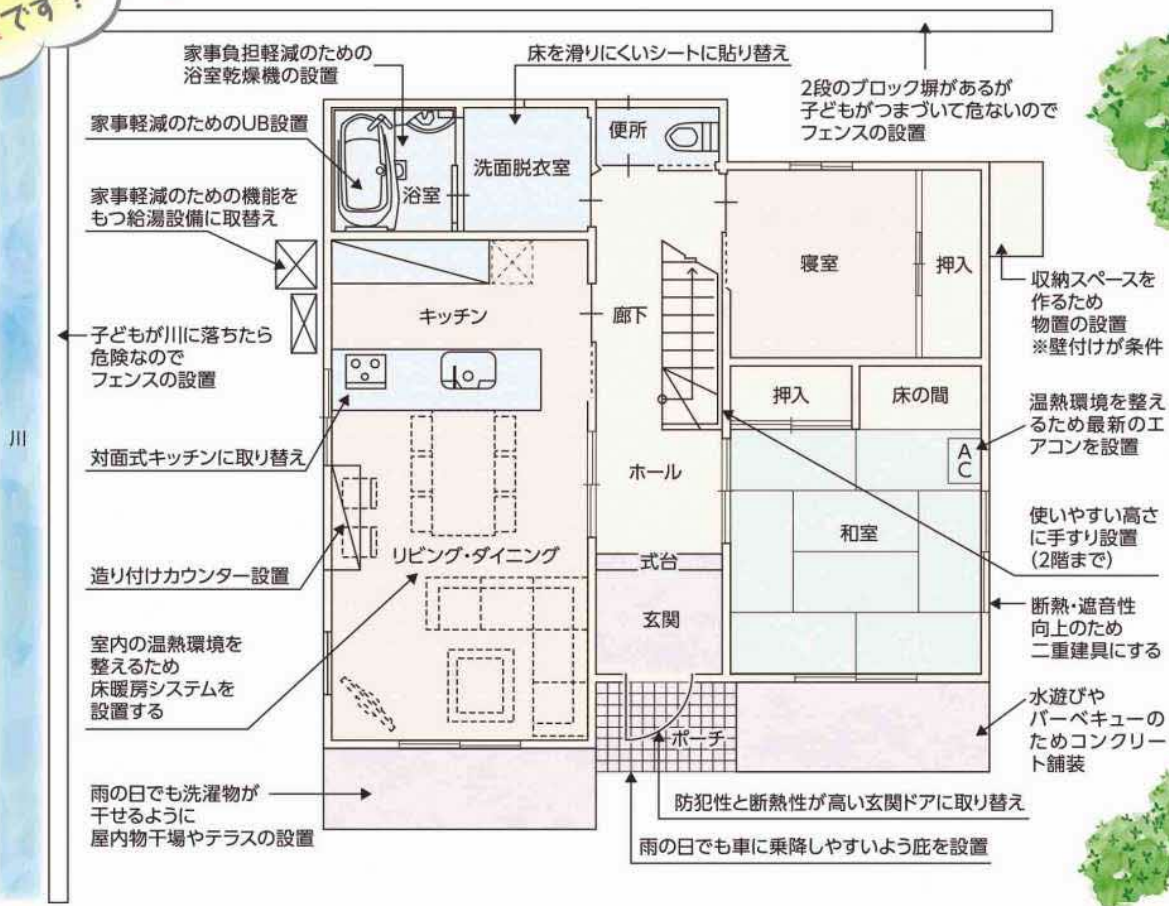 です!
家事負担軽減のための
浴室乾燥機の設置
床を滑りにくいシートに貼り替え
2段のブロック塀があるが
子どもがつまづいて危ないので
フェンスの設置
家事軽減のためのUB設置
家事軽減のための機能を
もつ給湯設備に取替え
子どもが川に落ちたら
危険なので
フェンスの設置
川
対面式キッチンに取り替え
造り付けカウンター設置
室内の温熱環境を
整えるため
床暖房システムを
設置する
雨の日でも洗濯物が
干せるように
屋内物干場やテラスの設置
浴室
洗面脱衣室
便所
キッチン
廊下
寝室
押入
押入
床の間
AC
ホール
和室
リビング・ダイニング
式台
玄関
ポーチ
収納スペースを
作るため
物置の設置
※壁付けが条件
温熱環境を整え
るため最新のエ
アコンを設置
使いやすい高さ
に手すり設置
(2階まで)
断熱・遮音性
向上のため
二重建具にする
水遊びや
バーベキューの
ためコンクリー
ト舗装
防犯性と断熱性が高い玄関ドアに取り替え
雨の日でも車に乗降しやすいよう庇を設置